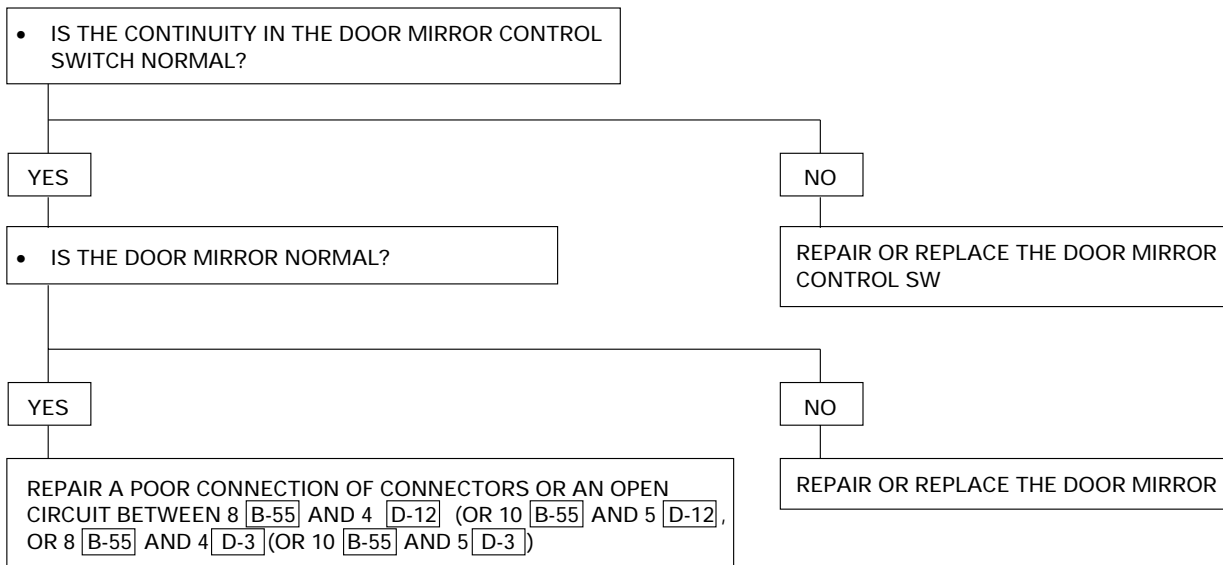 • IS THE CONTINUITY IN THE DOOR MIRROR CONTROL
SWITCH NORMAL?
YES
NO
• IS THE DOOR MIRROR NORMAL?
REPAIR OR REPLACE THE DOOR MIRROR
CONTROL SW
YES
NO
REPAIR A POOR CONNECTION OF CONNECTORS OR AN OPEN
CIRCUIT BETWEEN 8 B-55 AND 4 D-12 (OR 10 B-55 AND 5 D-12,
OR 8 B-55 AND 4 D-3 (OR 10 B-55 AND 5 D-3)
REPAIR OR REPLACE THE DOOR MIRROR